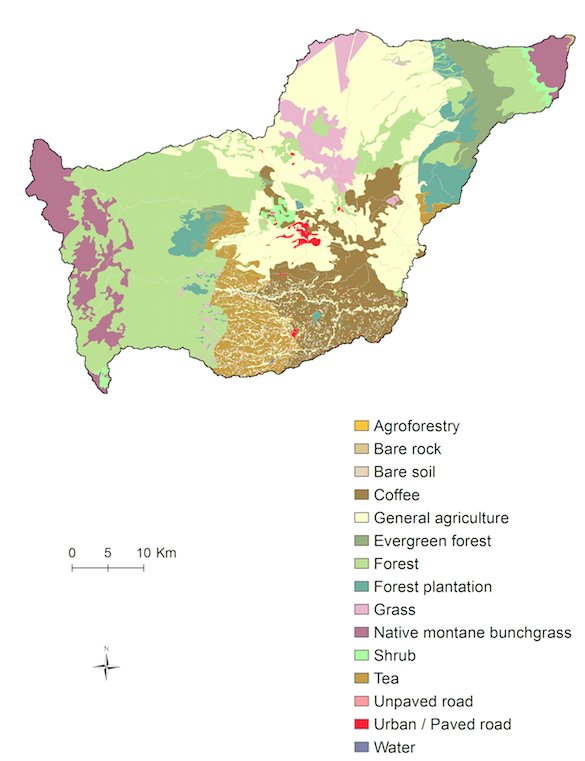 Agroforestry
Bare rock
Bare soil
Coffee
General agriculture
Evergreen forest
Forest
Forest plantation
Grass
Native montane bunchgrass
Shrub
Tea
Unpaved road
Urban / Paved road
Water
0 5 10 Km
N